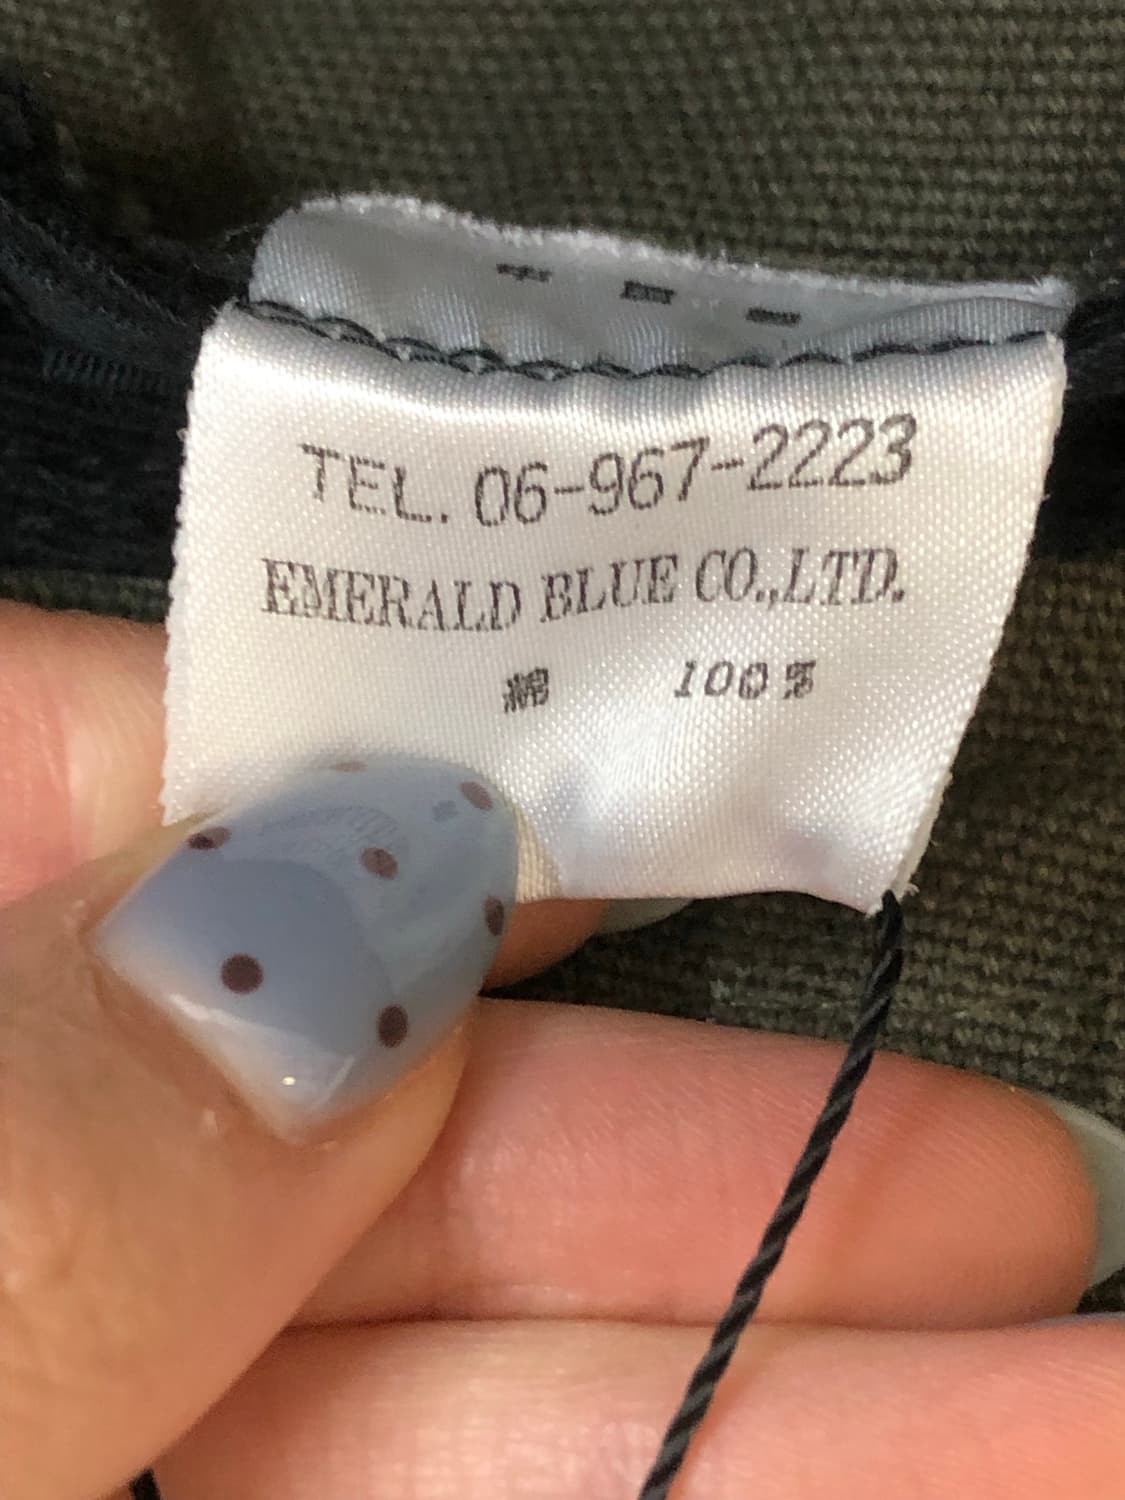 TEL. 06-967-2223
EMERALD BLUE CO.,LTD.
綿 100%